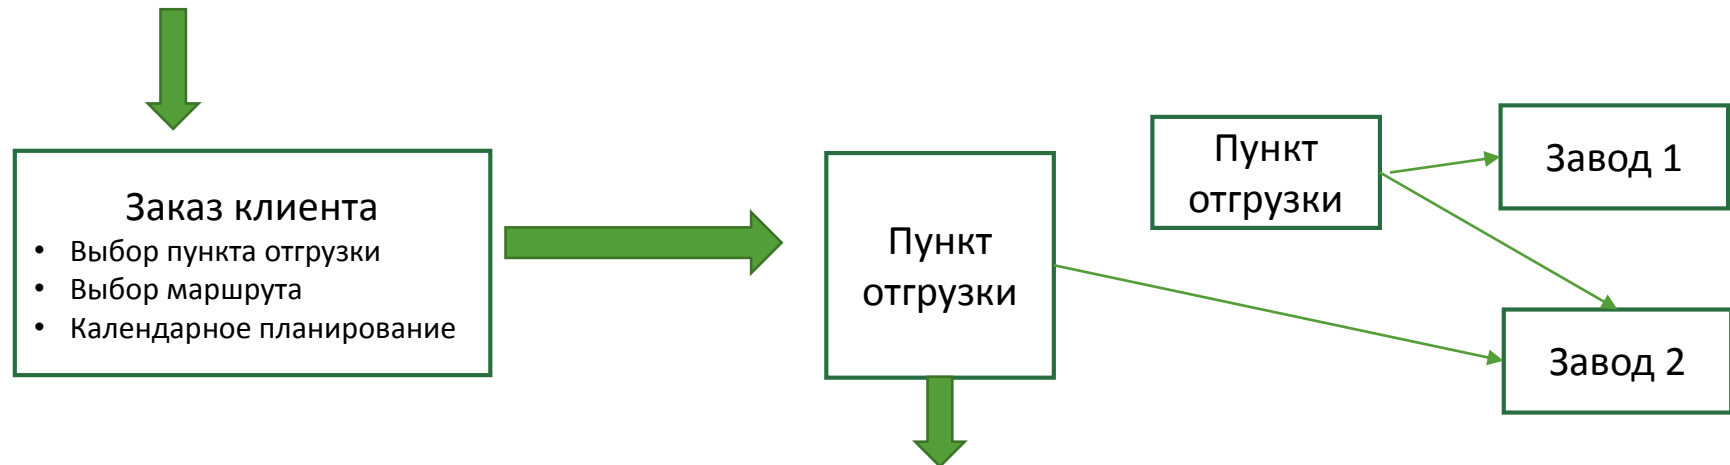 Заказ клиента
• Выбор пункта отгрузки
• Выбор маршрута
• Календарное планирование
Пункт
отгрузки
Пункт
отгрузки
Завод 1
Завод 2